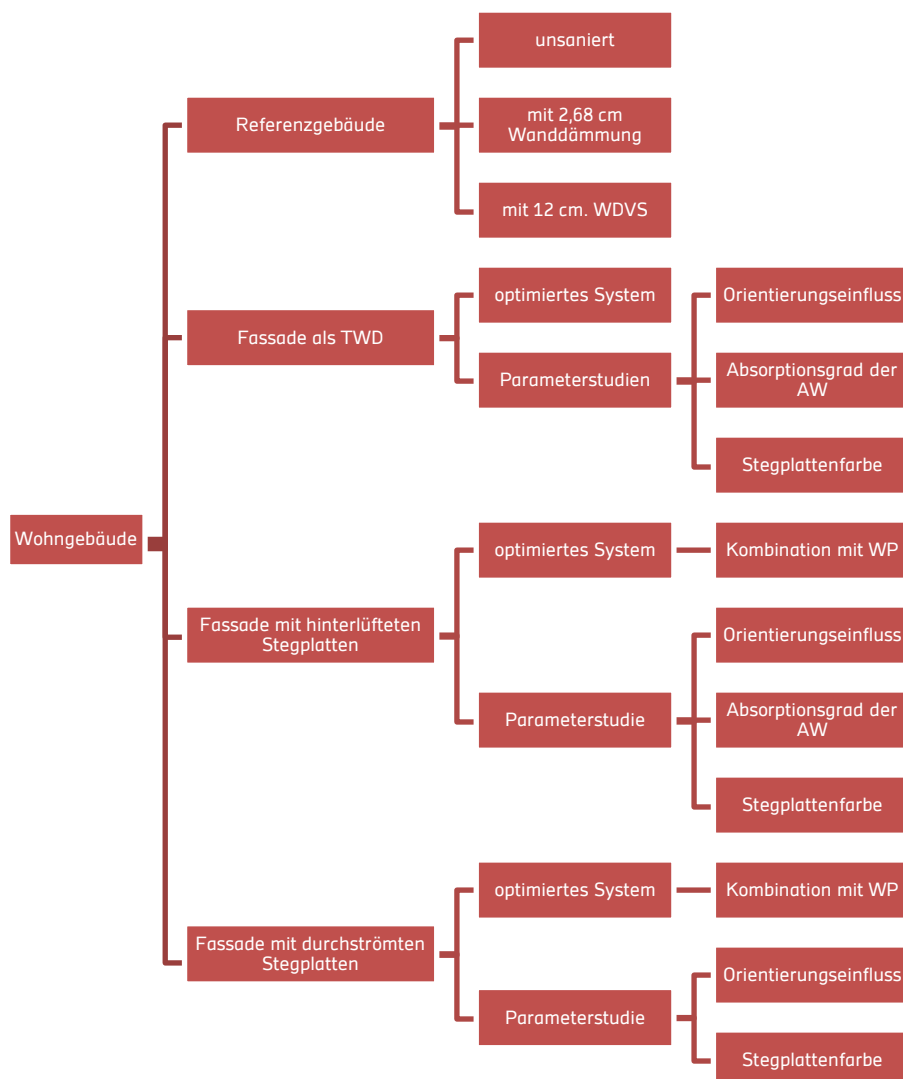 Wohngebäude
Referenzgebäude
unsaniert
mit 2,68 cm
Wanddämmung
mit 12 cm. WDVS
Fassade als TWD
optimiertes System
Parameterstudien
Orientierungseinfluss
Absorptionsgrad der
AW
Stegplattenfarbe
Fassade mit hinterlüfteten
Stegplatten
optimiertes System
Kombination mit WP
Parameterstudie
Orientierungseinfluss
Absorptionsgrad der
AW
Stegplattenfarbe
Fassade mit durchströmten
Stegplatten
optimiertes System
Kombination mit WP
Parameterstudie
Orientierungseinfluss
Stegplattenfarbe